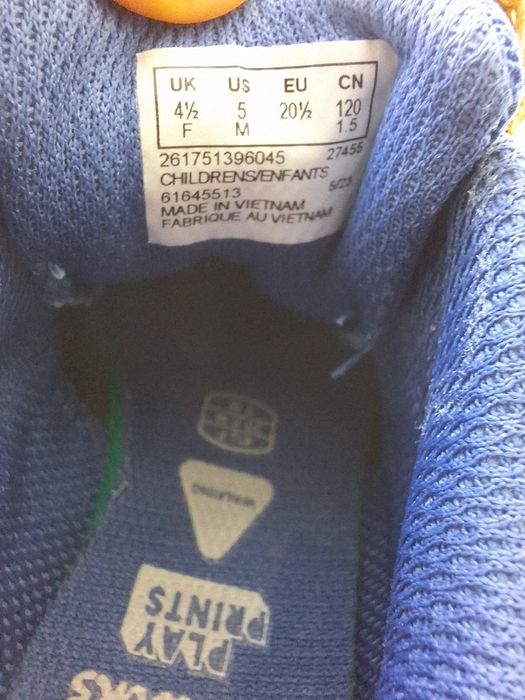 UK US EU CN
4½ 5 20½ 120
F M 1.5
261751396045 27455
CHILDRENS/ENFANTS
61645513 5/23
MADE IN VIETNAM
FABRIQUE AU VIETNAM
WALKING
PLAY
PRINTS